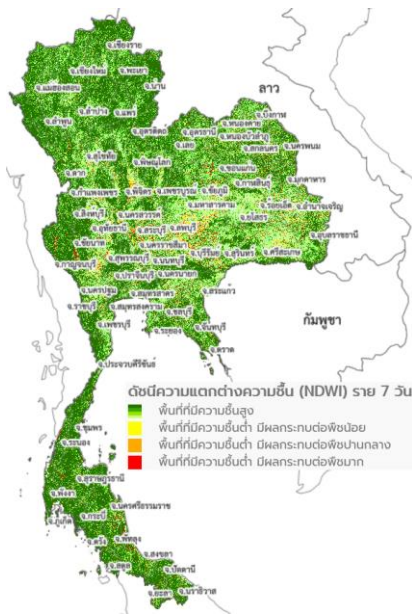 จ.เชียงราย
จ.เชียงใหม่
จ.พะเยา
จ.แม่ฮ่องสอน
จ.น่าน
ลาว
จ.ลำปาง
จ.แพร่
จ.ลำพูน
จ.บึงกาฬ
จ.หนองคาย
จ.อุตรดิตถ์
จ.อุดรธานี
จ.หนองบัวลำภู
จ.เลย
จ.สกลนคร
จ.นครพนม
จ.สุโขทัย
จ.พิษณุโลก
จ.ตาก
จ.ขอนแก่น
จ.กาฬสินธุ์
จ.มุกดาหาร
จ.กำแพงเพชร
จ.พิจิตร
จ.เพชรบูรณ์
จ.ชัยภูมิ
จ.มหาสารคาม
จ.ร้อยเอ็ด
จ.อำนาจเจริญ
จ.สิงห์บุรี
จ.นครสวรรค์
จ.ยโสธร
จ.อุทัยธานี
จ.สระบุรี
จ.ลพบุรี
จ.อุบลราชธานี
จ.ชัยนาท
จ.นครราชสีมา
จ.กาญจนบุรี
จ.สุพรรณบุรี
จ.นนทบุรี
จ.บุรีรัมย์
จ.สุรินทร์
จ.ศรีสะเกษ
จ.ปราจีนบุรี
จ.นครนายก
จ.นครปฐม
จ.สมุทรสาคร
จ.สระแก้ว
จ.ราชบุรี
จ.สมุทรสงคราม
จ.ชลบุรี
กัมพูชา
จ.เพชรบุรี
จ.ระยอง
จ.จันทบุรี
จ.ตราด
จ.ประจวบคีรีขันธ์
ดัชนีความแตกต่างความชื้น (NDWI) ราย 7 วัน
พื้นที่ที่มีความชื้นสูง
พื้นที่ที่มีความชื้นต่ำ มีผลกระทบต่อพืชน้อย
พื้นที่ที่มีความชื้นต่ำ มีผลกระทบต่อพืชปานกลาง
พื้นที่ที่มีความชื้นต่ำ มีผลกระทบต่อพืชมาก
จ.ชุมพร
จ.ระนอง
จ.สุราษฎร์ธานี
จ.พังงา
จ.นครศรีธรรมราช
จ.ภูเก็ต
จ.กระบี่
จ.ตรัง
จ.พัทลุง
จ.สงขลา
จ.สตูล
จ.ปัตตานี
จ.ยะลา
จ.นราธิวาส